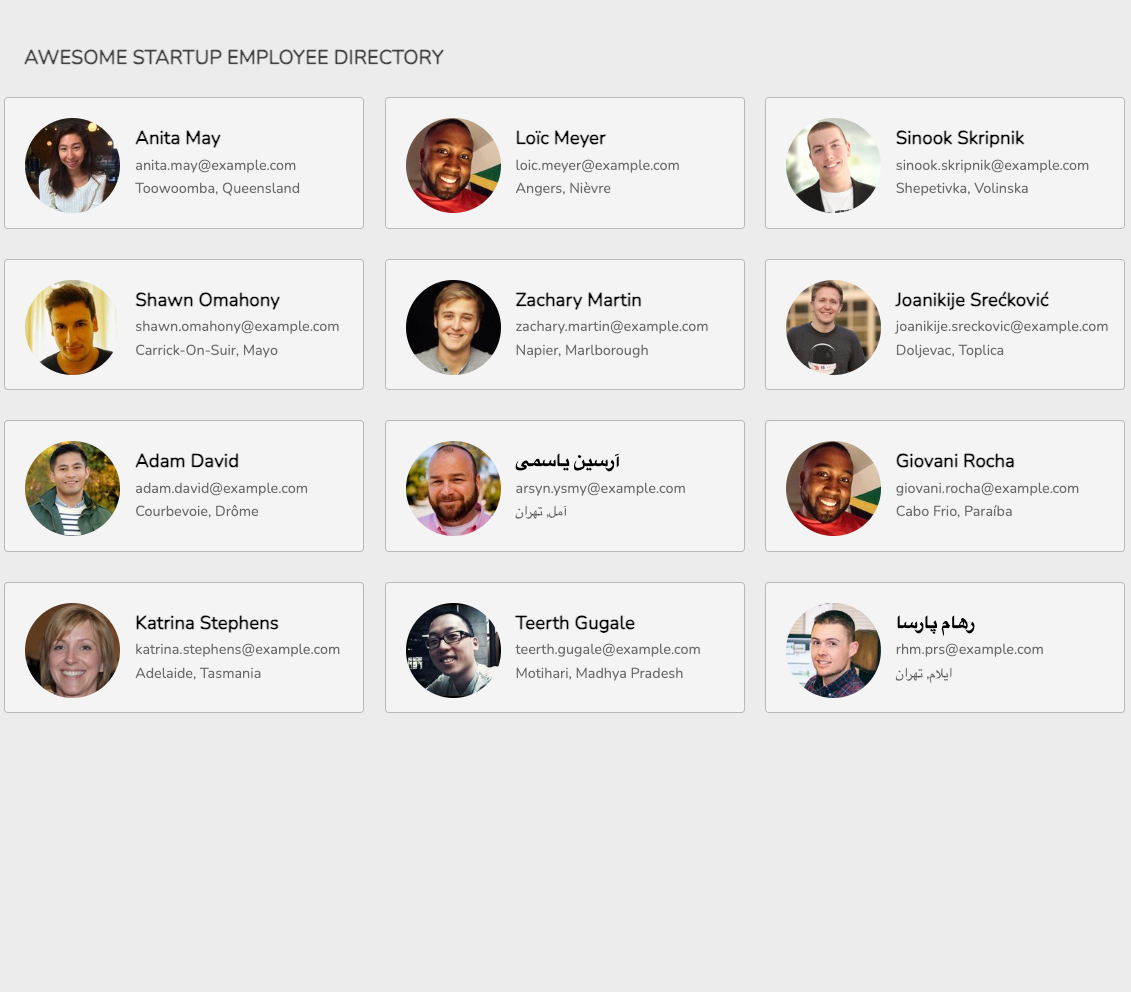 AWESOME STARTUP EMPLOYEE DIRECTORY
Anita May
anita.may@example.com
Toowoomba, Queensland
Loïc Meyer
loic.meyer@example.com
Angers, Nièvre
Sinook Skripnik
sinook.skripnik@example.com
Shepetivka, Volinska
Shawn Omahony
shawn.omahony@example.com
Carrick-On-Suir, Mayo
Zachary Martin
zachary.martin@example.com
Napier, Marlborough
Joanikije Srećković
joanikije.sreckovic@example.com
Doljevac, Toplica
Adam David
adam.david@example.com
Courbevoie, Drôme
آرسین یاسمی
arsyn.ysmy@example.com
آمل, تهران
Giovani Rocha
giovani.rocha@example.com
Cabo Frio, Paraíba
Katrina Stephens
katrina.stephens@example.com
Adelaide, Tasmania
Teerth Gugale
teerth.gugale@example.com
Motihari, Madhya Pradesh
رهام پارسا
rhm.prs@example.com
ایلام, تهران